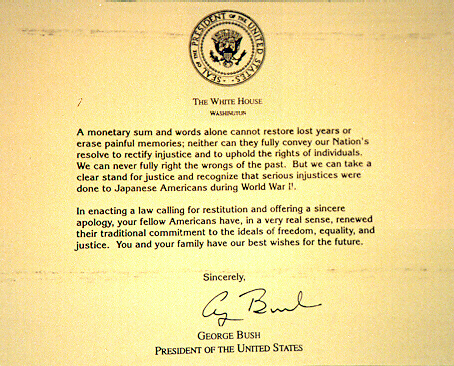 SEAL OF THE PRESIDENT OF THE UNITED STATES
THE WHITE HOUSE
WASHINGTON
A monetary sum and words alone cannot restore lost years or
erase painful memories; neither can they fully convey our Nation's
resolve to rectify injustice and to uphold the rights of individuals.
We can never fully right the wrongs of the past. But we can take a
clear stand for justice and recognize that serious injustices were
done to Japanese Americans during World War II.
In enacting a law calling for restitution and offering a sincere
apology, your fellow Americans have, in a very real sense, renewed
their traditional commitment to the ideals of freedom, equality, and
justice. You and your family have our best wishes for the future.
Sincerely,
G Bush
GEORGE BUSH
PRESIDENT OF THE UNITED STATES